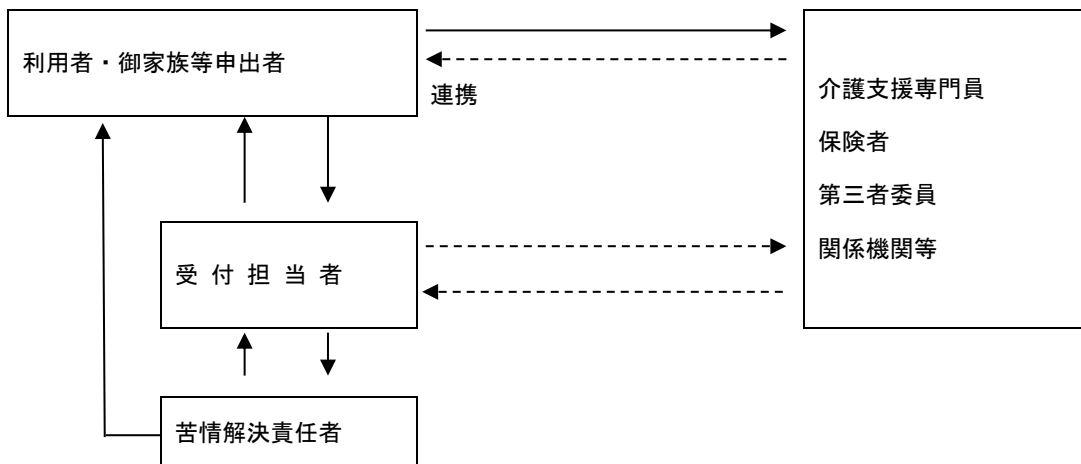 利用者・御家族等申出者
連携
介護支援専門員
保険者
第三者委員
関係機関等
受 付 担 当 者
苦情解決責任者